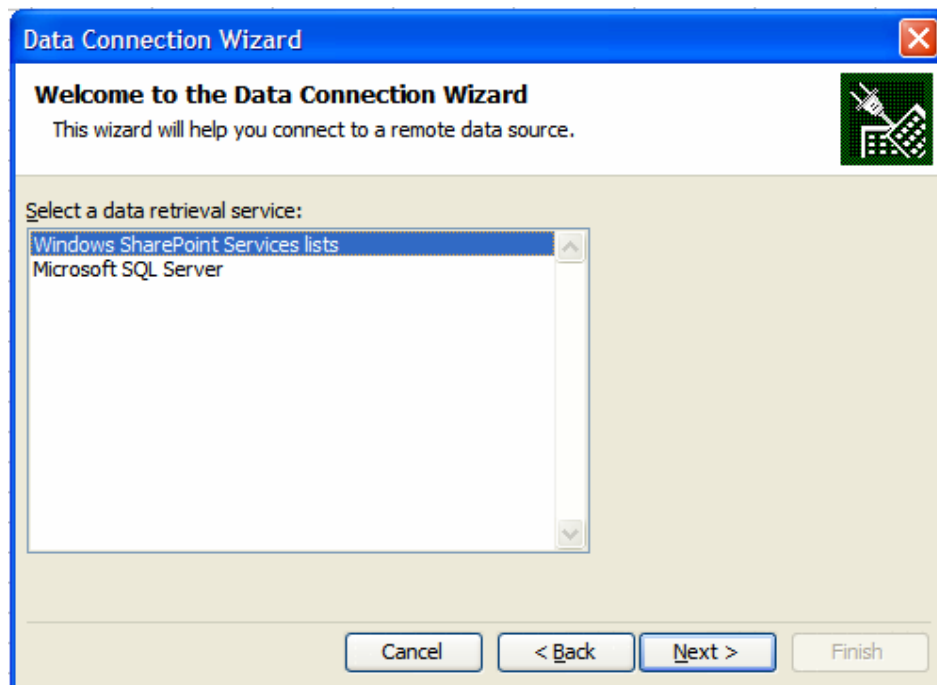 Data Connection Wizard
Welcome to the Data Connection Wizard
This wizard will help you connect to a remote data source.
Select a data retrieval service:
Windows SharePoint Services lists
Microsoft SQL Server
Cancel
< Back
Next >
Finish